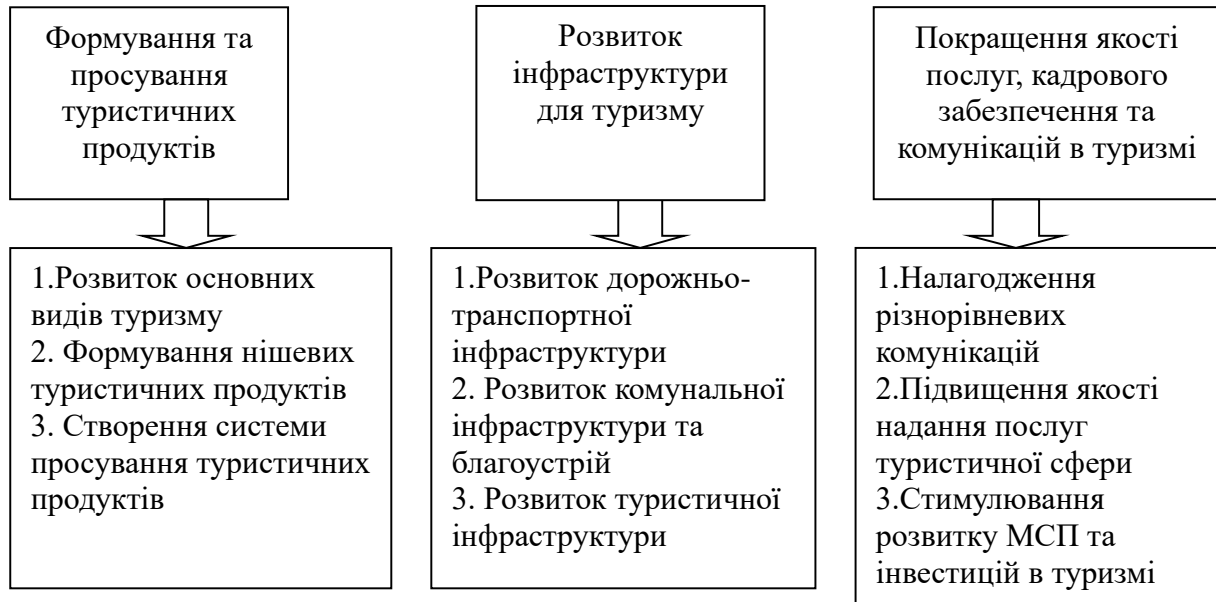 Формування та
просування
туристичних
продуктів
Розвиток
інфраструктури
для туризму
Покращення якості
послуг, кадрового
забезпечення та
комунікацій в туризмі
1.Розвиток основних
видів туризму
2. Формування нішевих
туристичних продуктів
3. Створення системи
просування туристичних
продуктів
1.Розвиток дорожньо-
транспортної
інфраструктури
2. Розвиток комунальної
інфраструктури та
благоустрій
3. Розвиток туристичної
інфраструктури
1.Налагодження
різнорівневих
комунікацій
2.Підвищення якості
надання послуг
туристичної сфери
3.Стимулювання
розвитку МСП та
інвестицій в туризмі